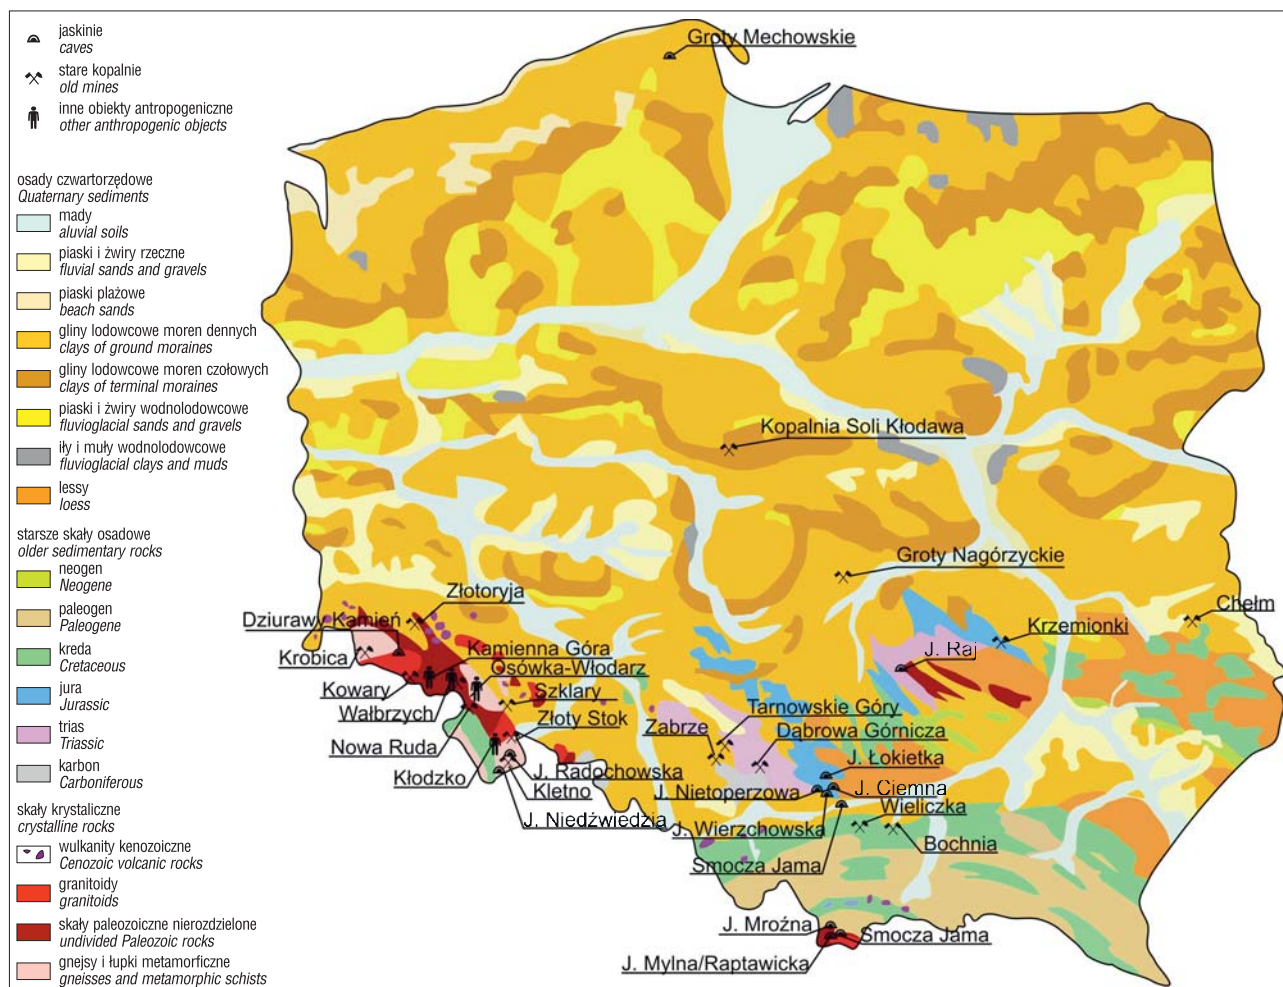 jaskinie
caves
stare kopalnie
old mines
inne obiekty antropogeniczne
other anthropogenic objects
osady czwartorzędowe
Quaternary sediments
mady
aluvial soils
piaski i żwiry rzeczne
fluvial sands and gravels
piaski plażowe
beach sands
gliny lodowcowe moren dennych
clays of ground moraines
gliny lodowcowe moren czołowych
clays of terminal moraines
piaski i żwiry wodnolodowcowe
fluvioglacial sands and gravels
iły i muły wodnolodowcowe
fluvioglacial clays and muds
lessy
loess
starsze skały osadowe
older sedimentary rocks
neogen
Neogene
paleogen
Paleogene
kreda
Cretaceous
jura
Jurassic
trias
Triassic
karbon
Carboniferous
skały krystaliczne
crystalline rocks
wulkanity kenozoiczne
Cenozoic volcanic rocks
granitoidy
granitoids
skały paleozoiczne nierozdzielone
undivided Paleozoic rocks
gnejsy i łupki metamorficzne
gneisses and metamorphic schists
Groty Mechowskie
Kopalnia Soli Kłodawa
Groty Nagórzyckie
Złotoryja
Chełm
Dziurawy Kamień
Krzemionki
Krobica
Kamienna Góra
J. Raj
Osówka-Włodarz
Kowary
Szklary
Wałbrzych
Tarnowskie Góry
Złoty Stok
Zabrze
Dąbrowa Górnicza
Nowa Ruda
J. Łokietka
Kłodzko
J. Radochowska
J. Nietoperzowa
J. Ciemna
Kletno
Wieliczka
J. Niedźwiedzia
J. Wierzchowska
Bochnia
Smocza Jama
J. Mroźna
Smocza Jama
J. Mylna/Raptawicka